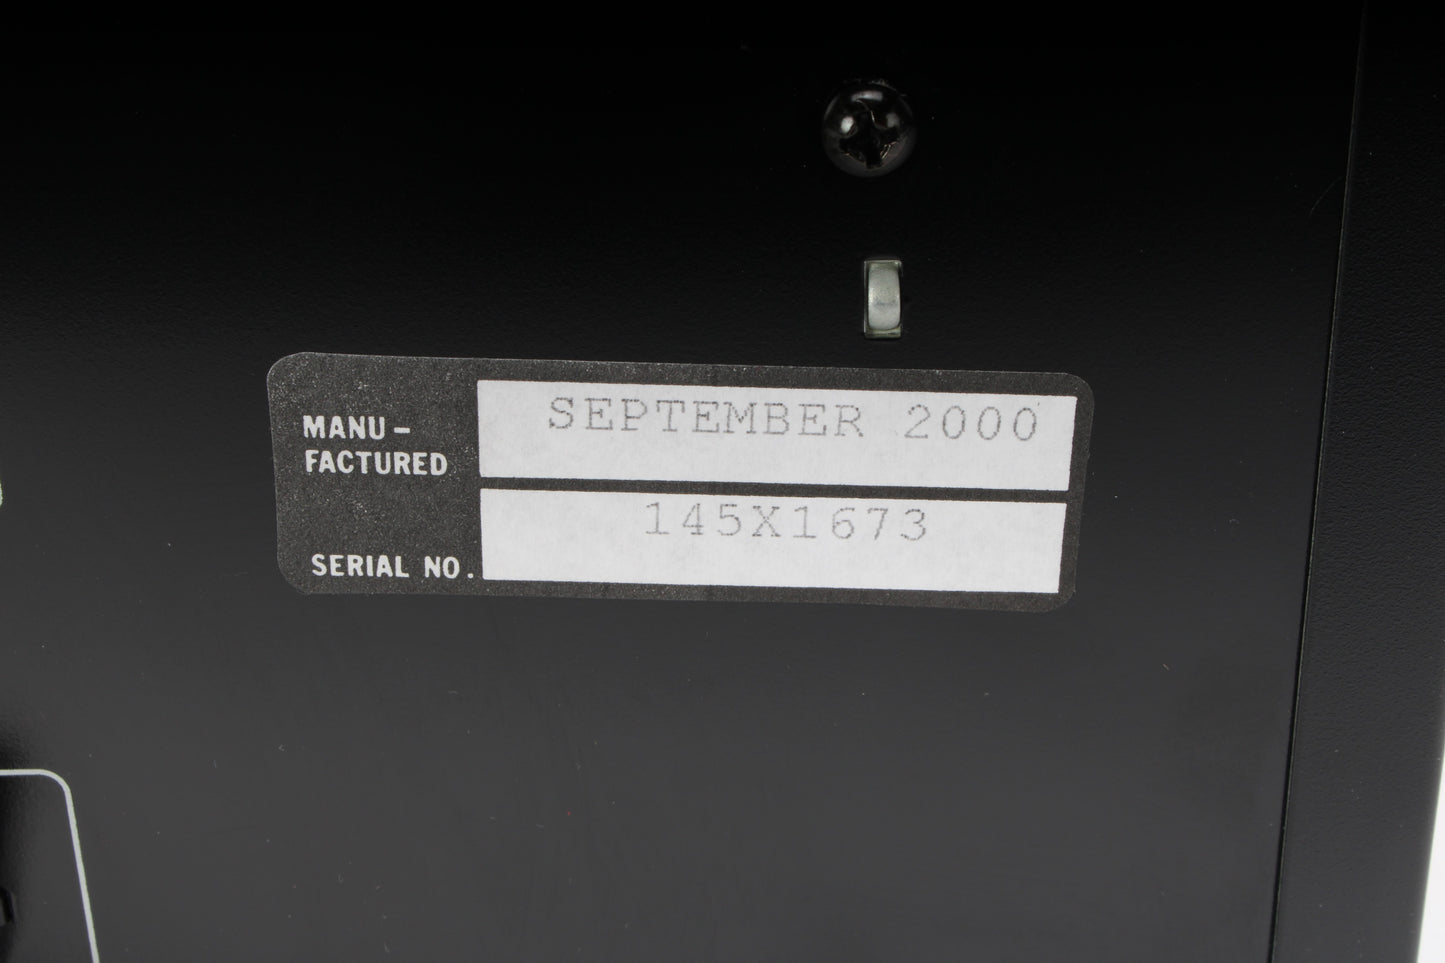 MANU-
FACTURED
SEPTEMBER 2000
SERIAL NO.
145X1673